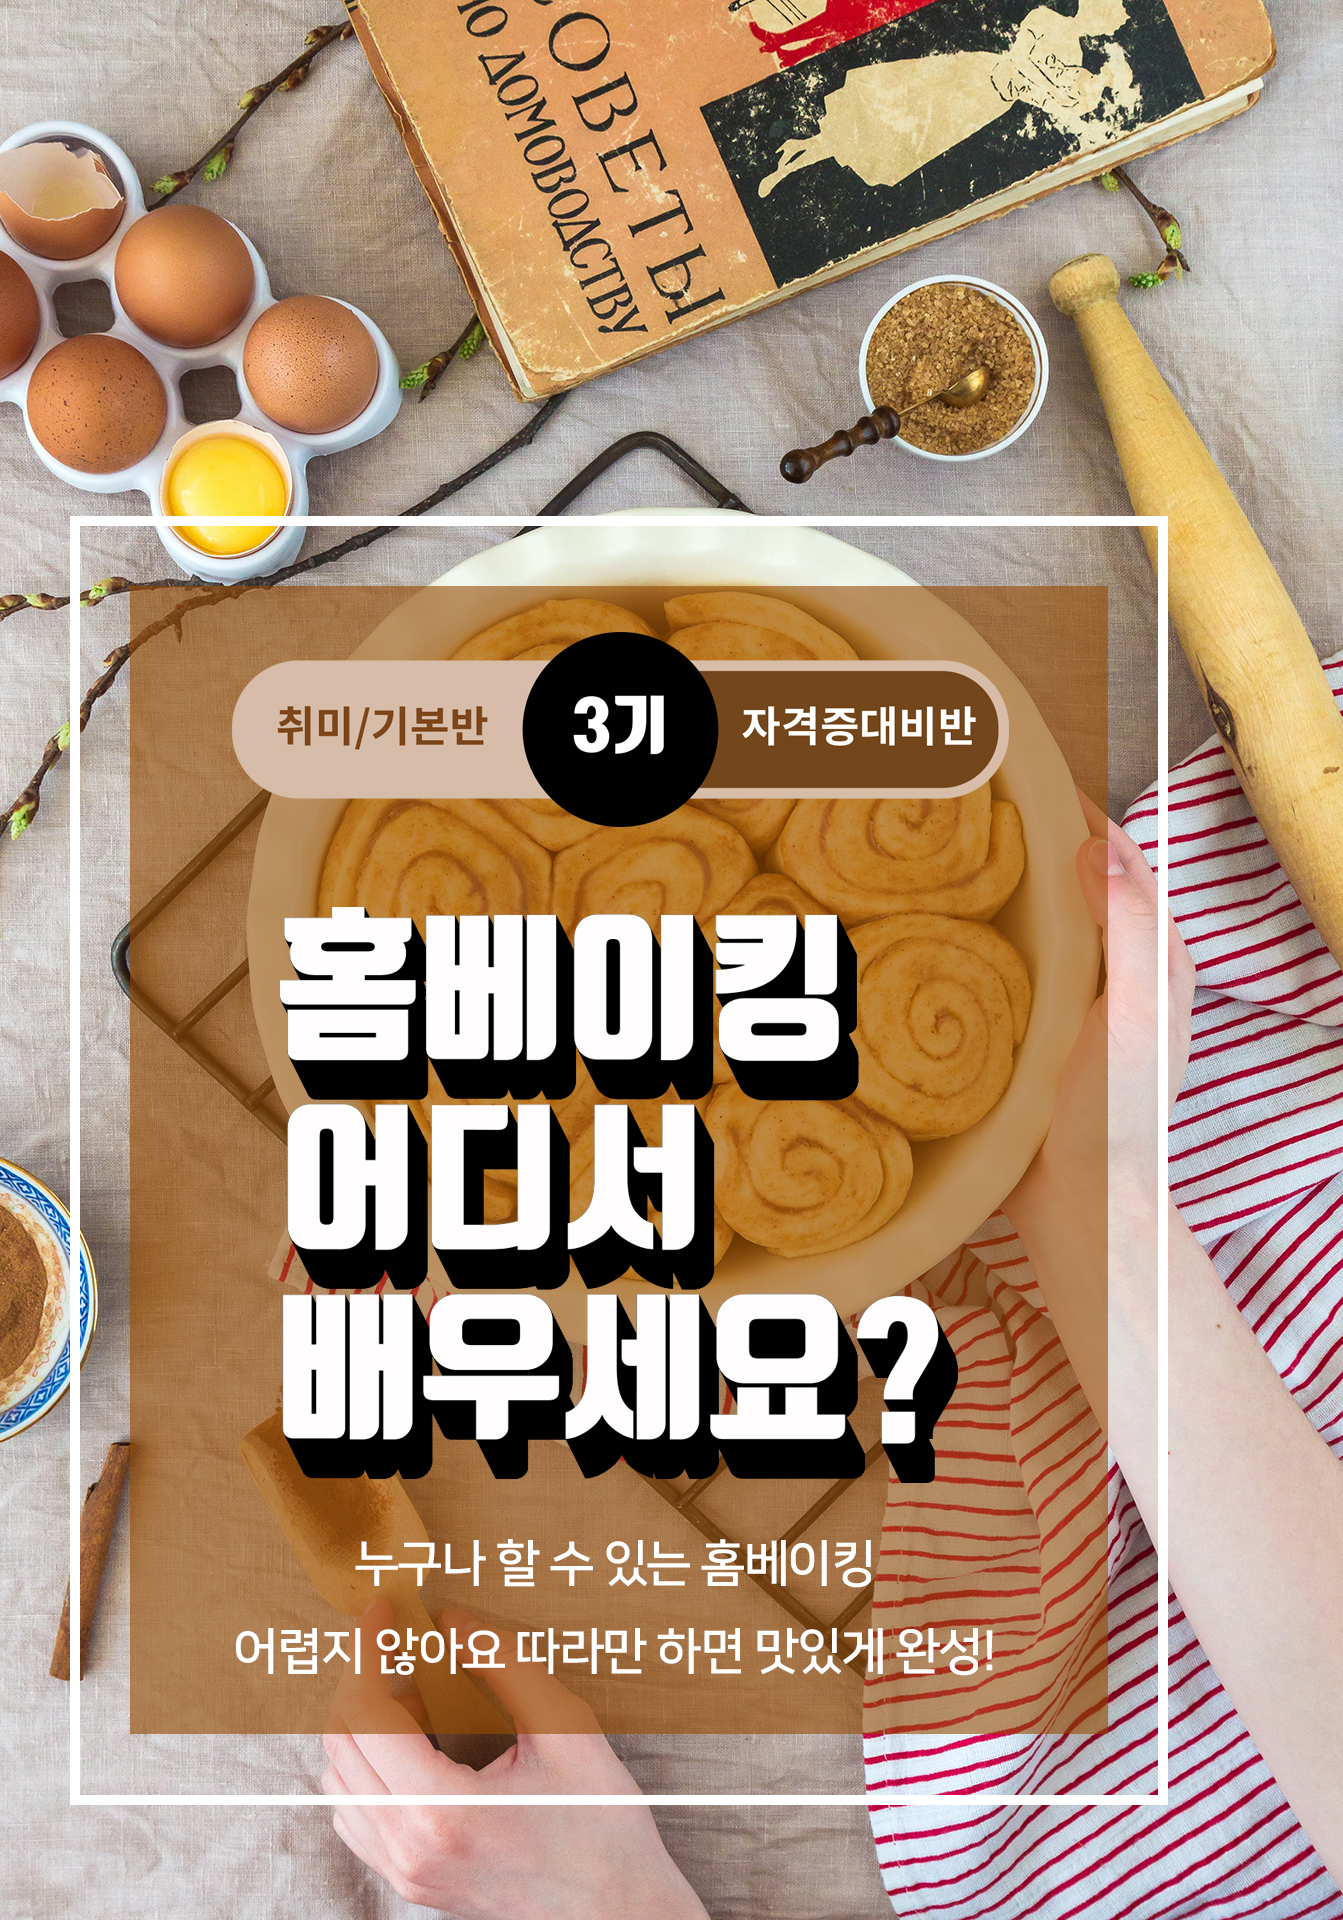 СОВЕТЫ
ПО ДОМОВОДСТВУ
취미/기본반
3기
자격증대비반
홈베이킹
어디서
배우세요?
누구나 할 수 있는 홈베이킹
어렵지 않아요 따라만 하면 맛있게 완성!